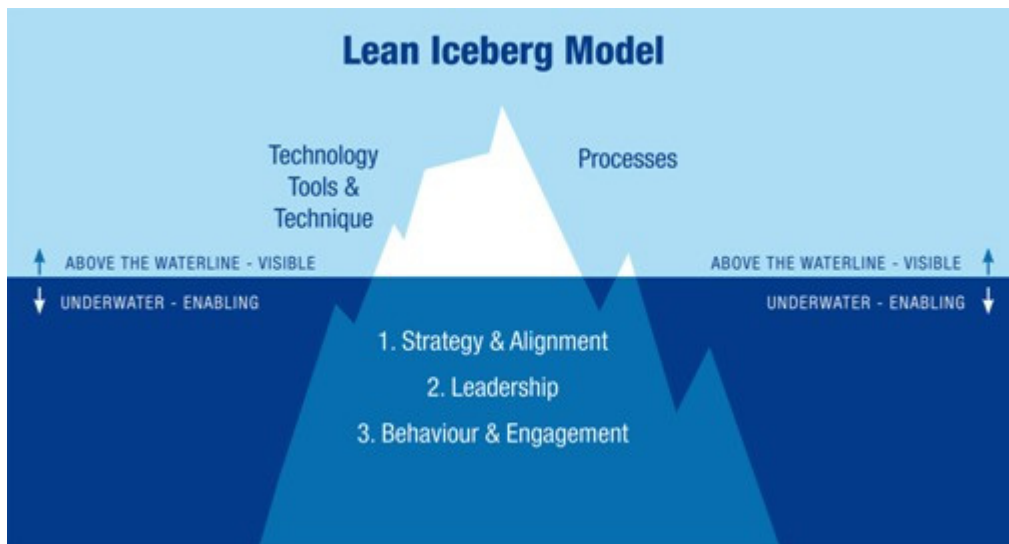 Lean Iceberg Model
Technology
Tools &
Technique
Processes
ABOVE THE WATERLINE - VISIBLE
ABOVE THE WATERLINE - VISIBLE
UNDERWATER - ENABLING
UNDERWATER - ENABLING
1. Strategy & Alignment
2. Leadership
3. Behaviour & Engagement